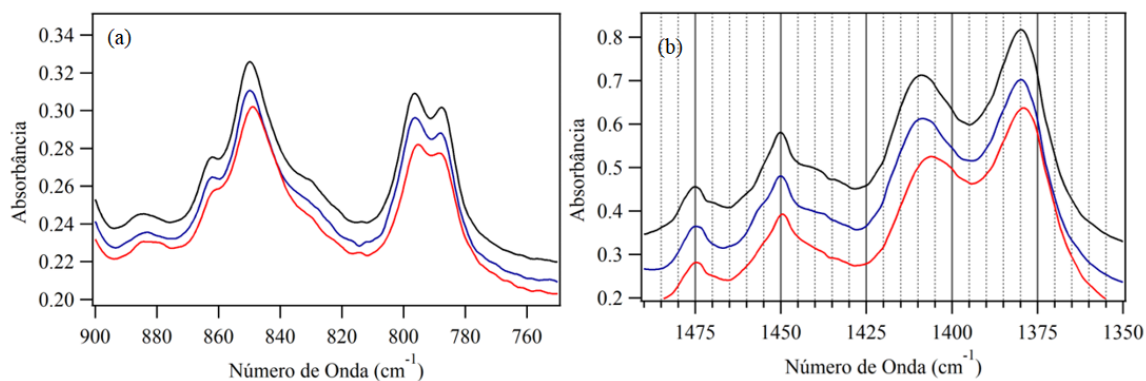 (a)
0.34
0.32
0.30
0.28
0.26
0.24
0.22
0.20
Absorbância
900 880 860 840 820 800 780 760
Número de Onda (cm-1)
(b)
0.8
0.7
0.6
0.5
0.4
0.3
0.2
Absorbância
1475 1450 1425 1400 1375 1350
Número de Onda (cm-1)